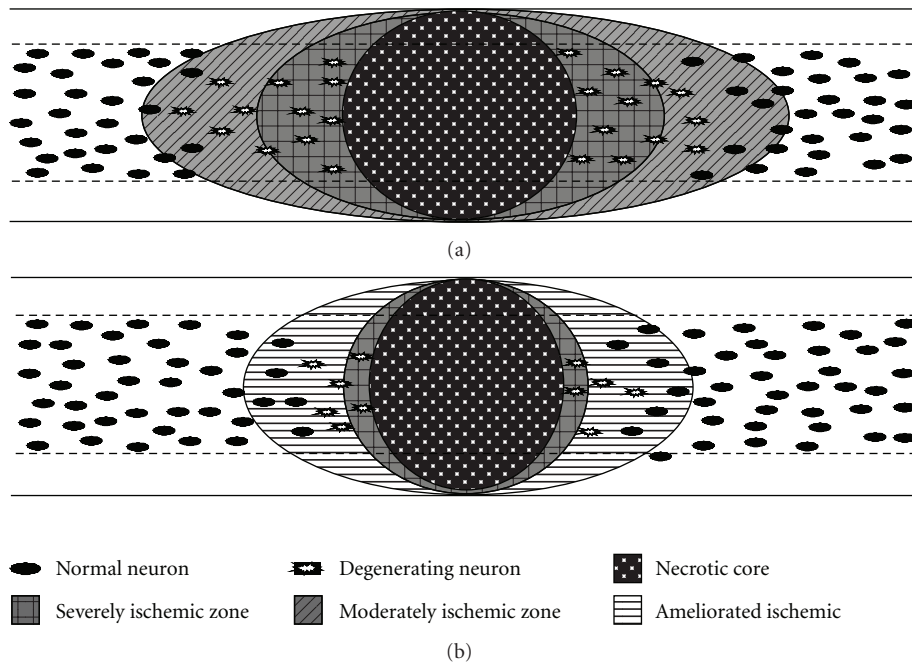 (a)
Normal neuron
Degenerating neuron
Necrotic core
Severely ischemic zone
Moderately ischemic zone
Ameliorated ischemic
(b)